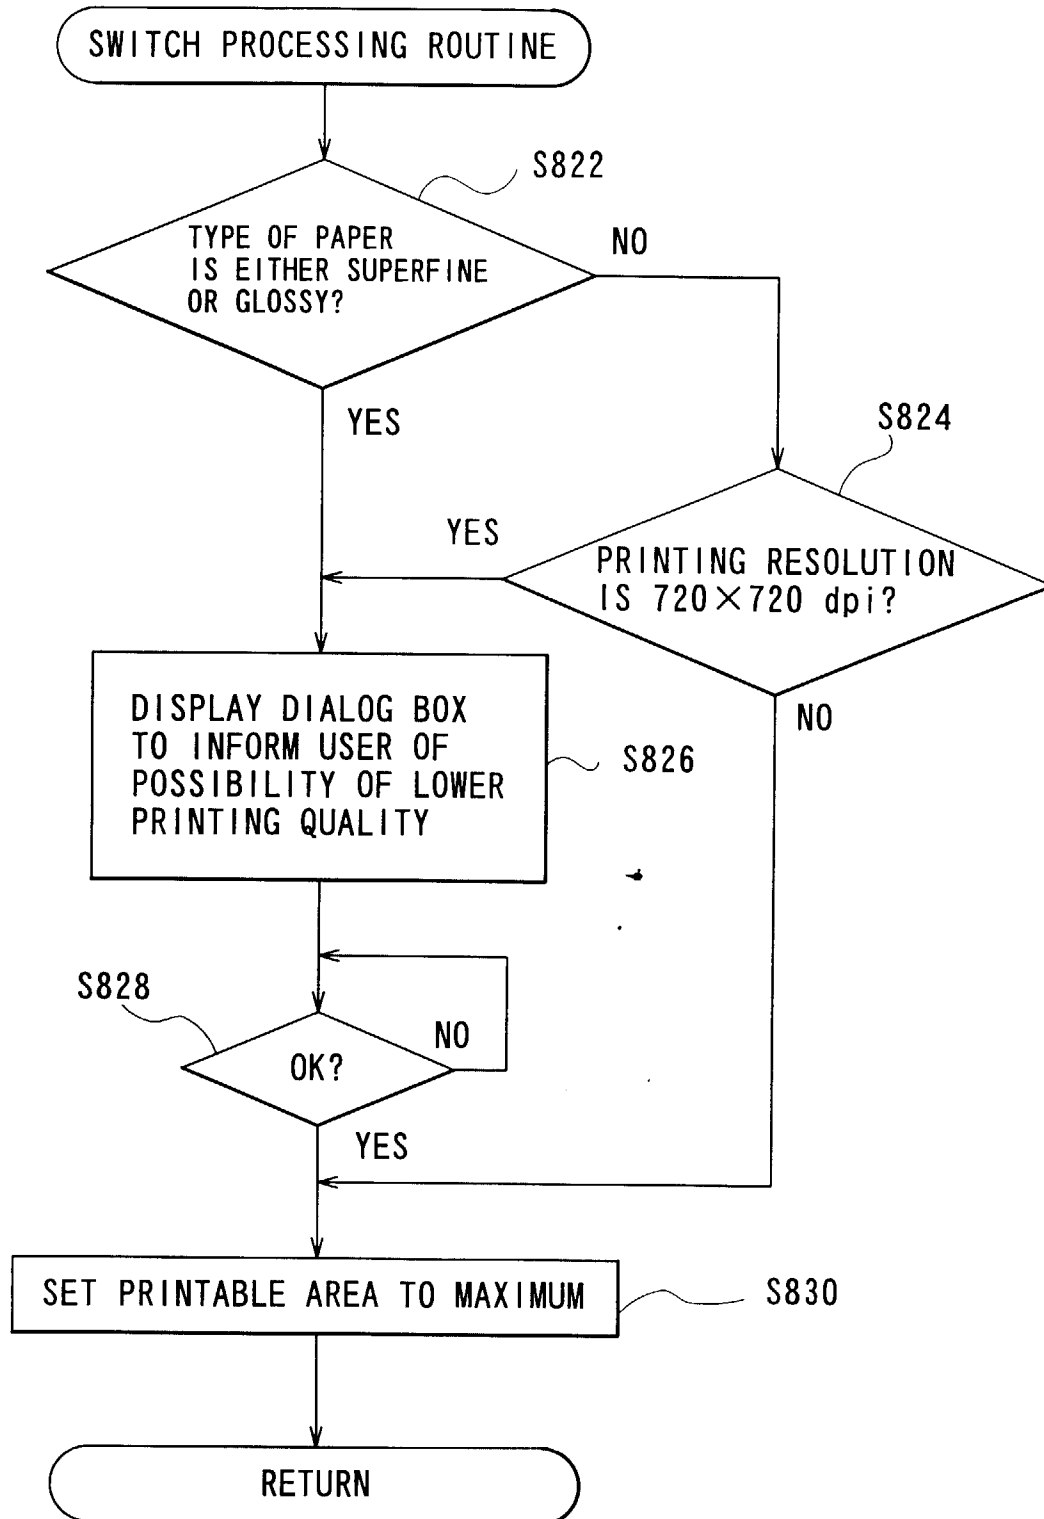 SWITCH PROCESSING ROUTINE
S822
TYPE OF PAPER
IS EITHER SUPERFINE
OR GLOSSY?
NO
YES
S824
YES
PRINTING RESOLUTION
IS 720×720 dpi?
NO
DISPLAY DIALOG BOX
TO INFORM USER OF
POSSIBILITY OF LOWER
PRINTING QUALITY
S826
S828
NO
OK?
YES
SET PRINTABLE AREA TO MAXIMUM
S830
RETURN